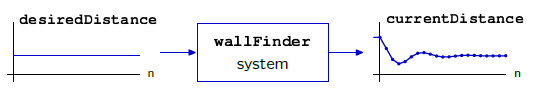 desiredDistance
n
wallFinder
system
currentDistance
n